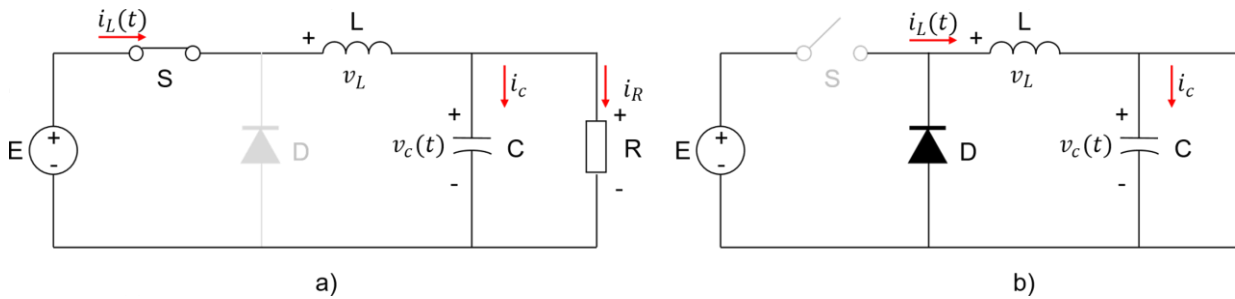 i_L(t) L i_L(t) L
+ +
S v_L S v_L
i_c i_R i_c
+ + +
E + - D v_c(t) C R E + - D v_c(t) C
- - -
a) b)